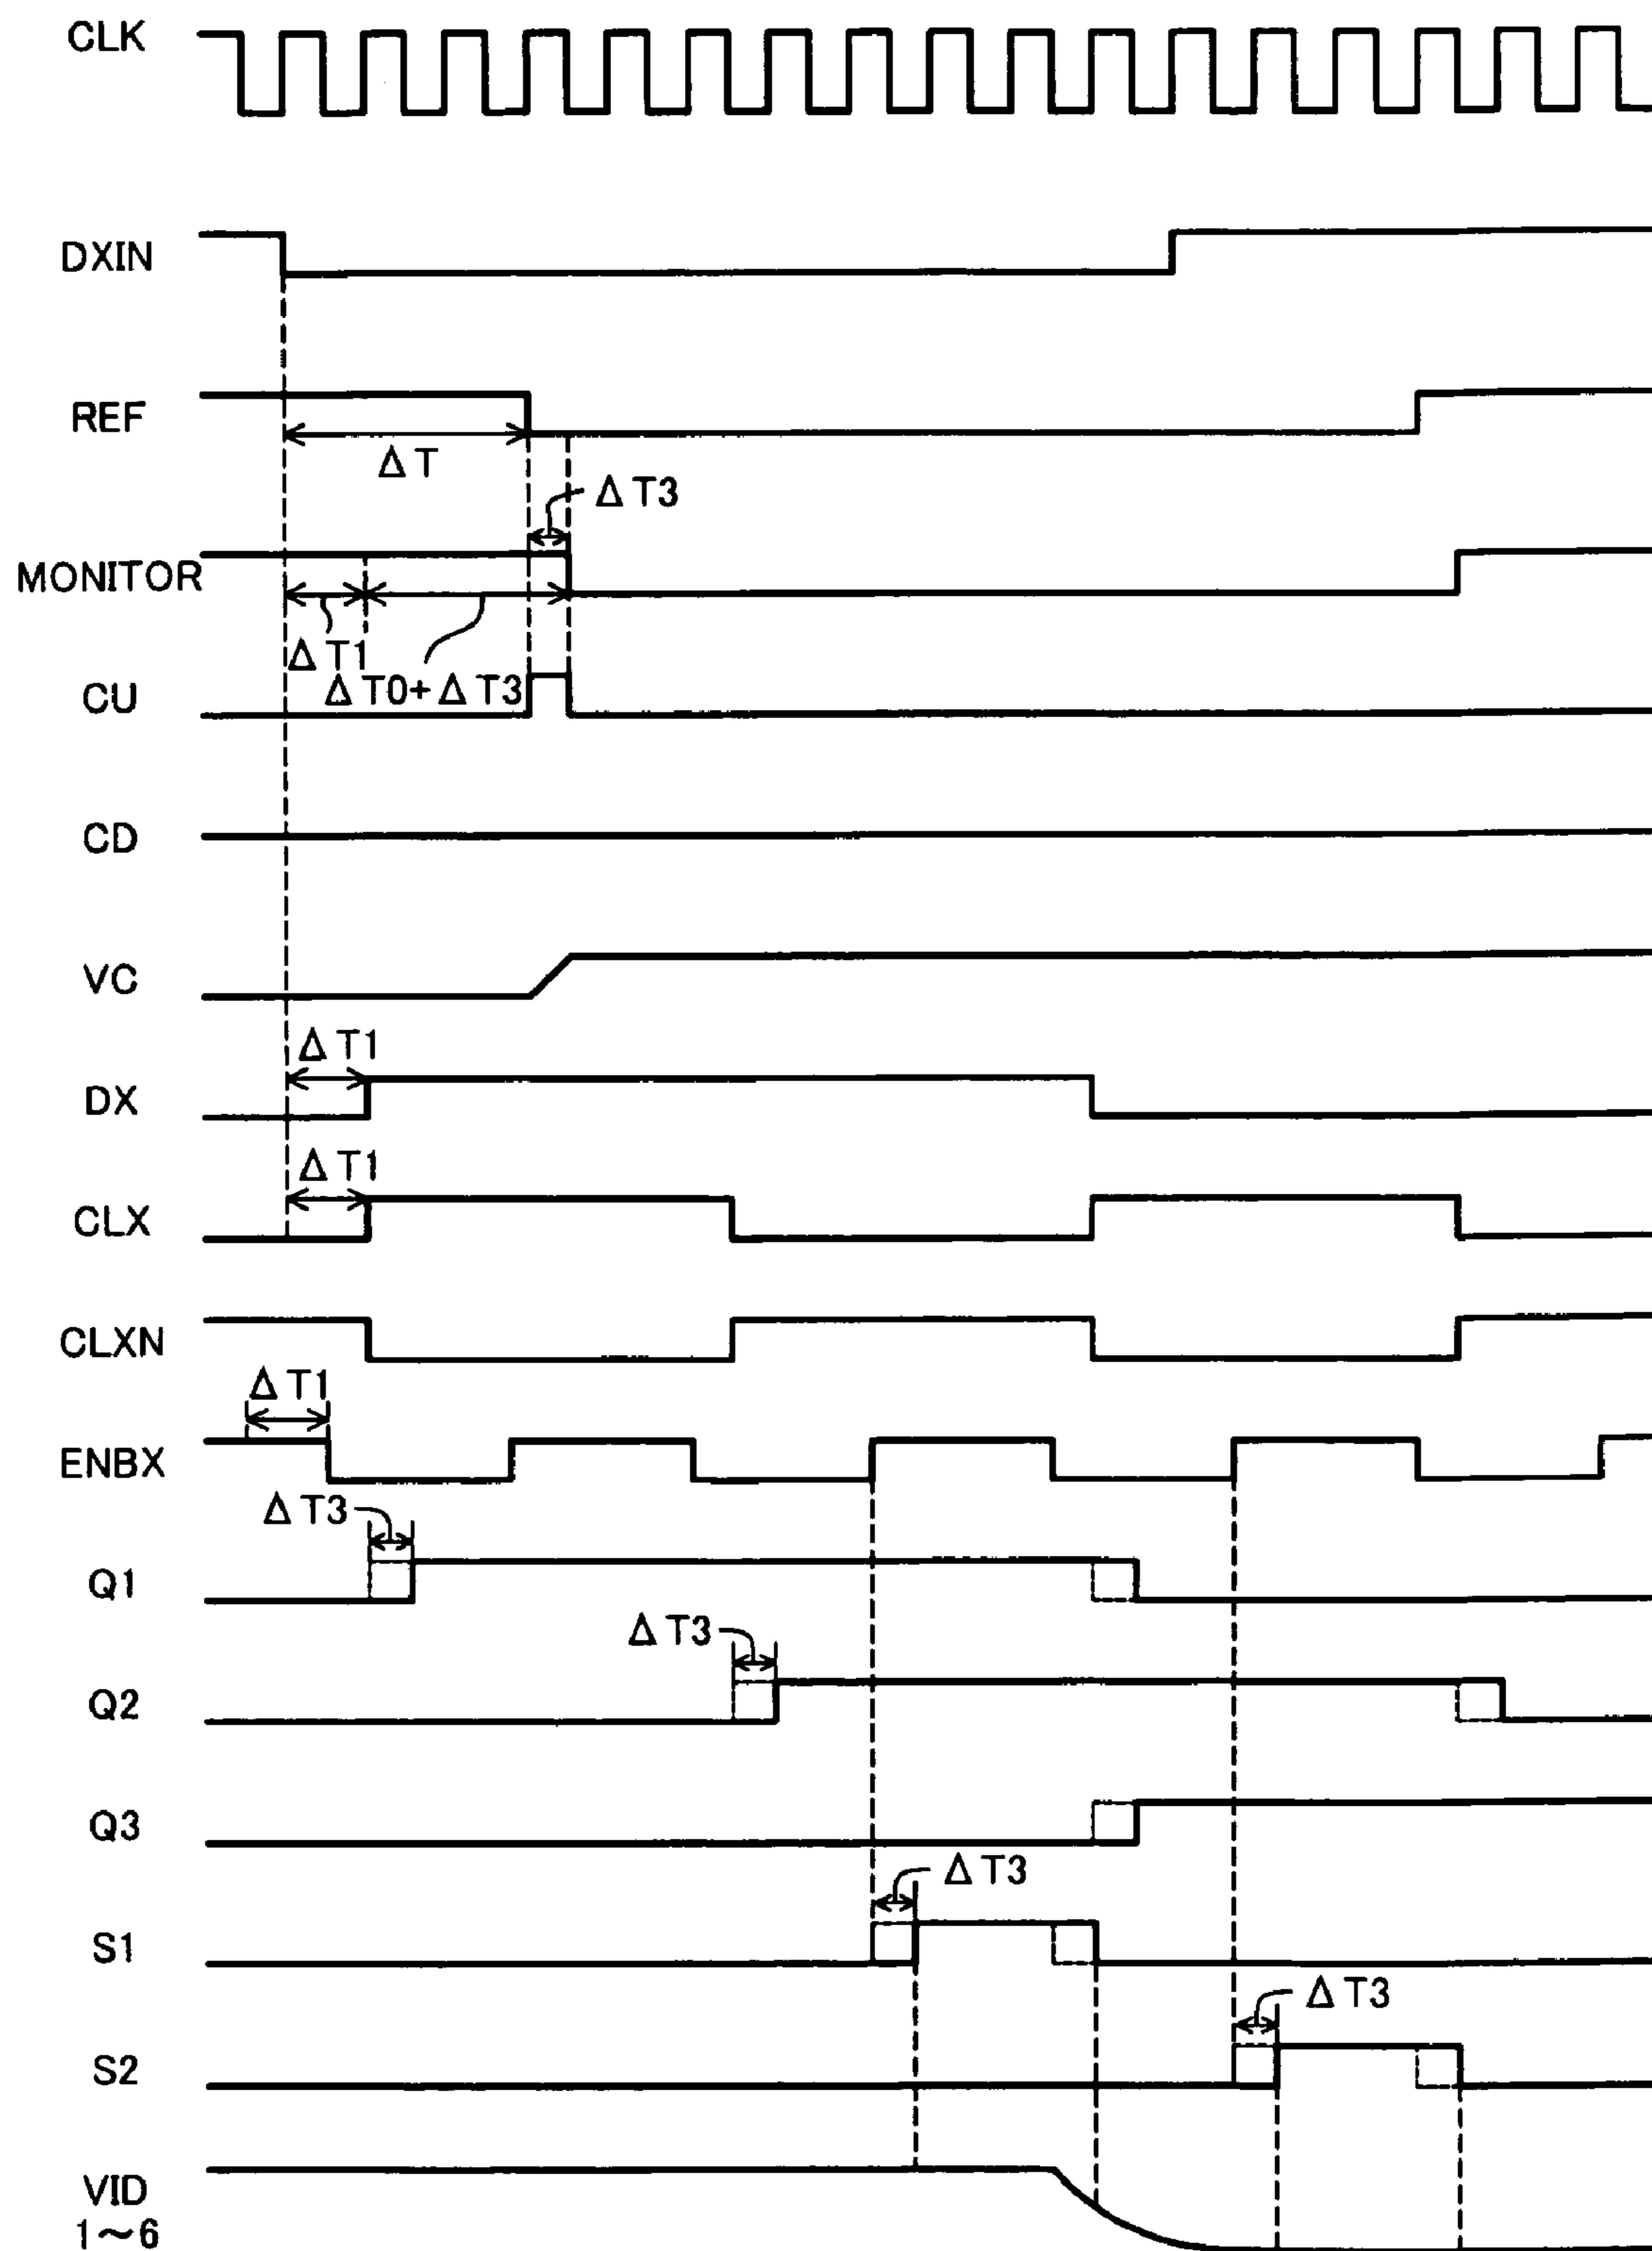 CLK
DXIN
REF
ΔT
ΔT3
MONITOR
ΔT1
ΔT0+ΔT3
CU
CD
VC
ΔT1
DX
ΔT1
CLX
CLXN
ΔT1
ENBX
ΔT3
Q1
ΔT3
Q2
Q3
ΔT3
S1
ΔT3
S2
VID
1~6